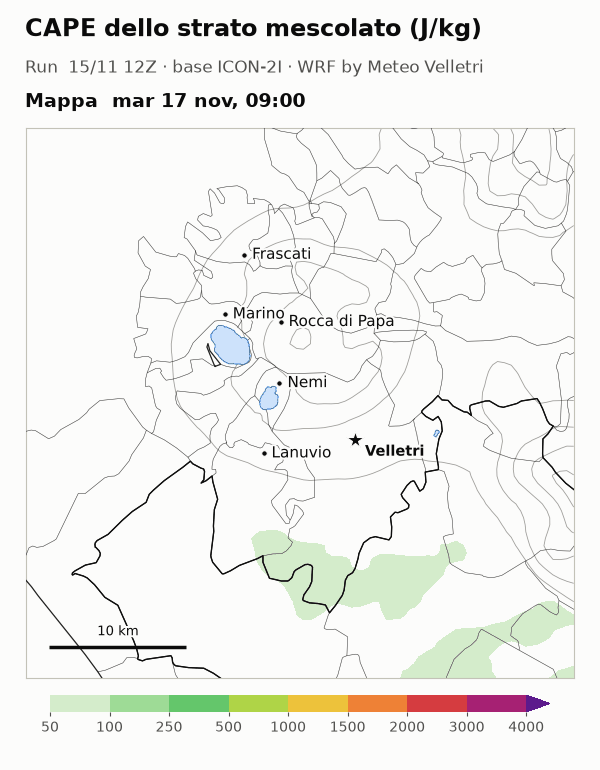 CAPE dello strato mescolato (J/kg)
Run  15/11 12Z · base ICON-2I · WRF by Meteo Velletri
Mappa  mar 17 nov, 09:00
Frascati
Marino
Rocca di Papa
Nemi
Velletri
Lanuvio
10 km
50 100 250 500 1000 1500 2000 3000 4000